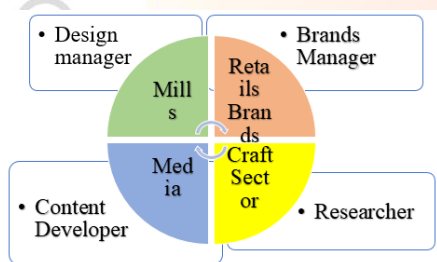 • Design
manager
• Brands
Manager
Mill
s
Reta
ils
Bran
ds
Med
ia
Craft
Sect
or
• Content
Developer
• Researcher